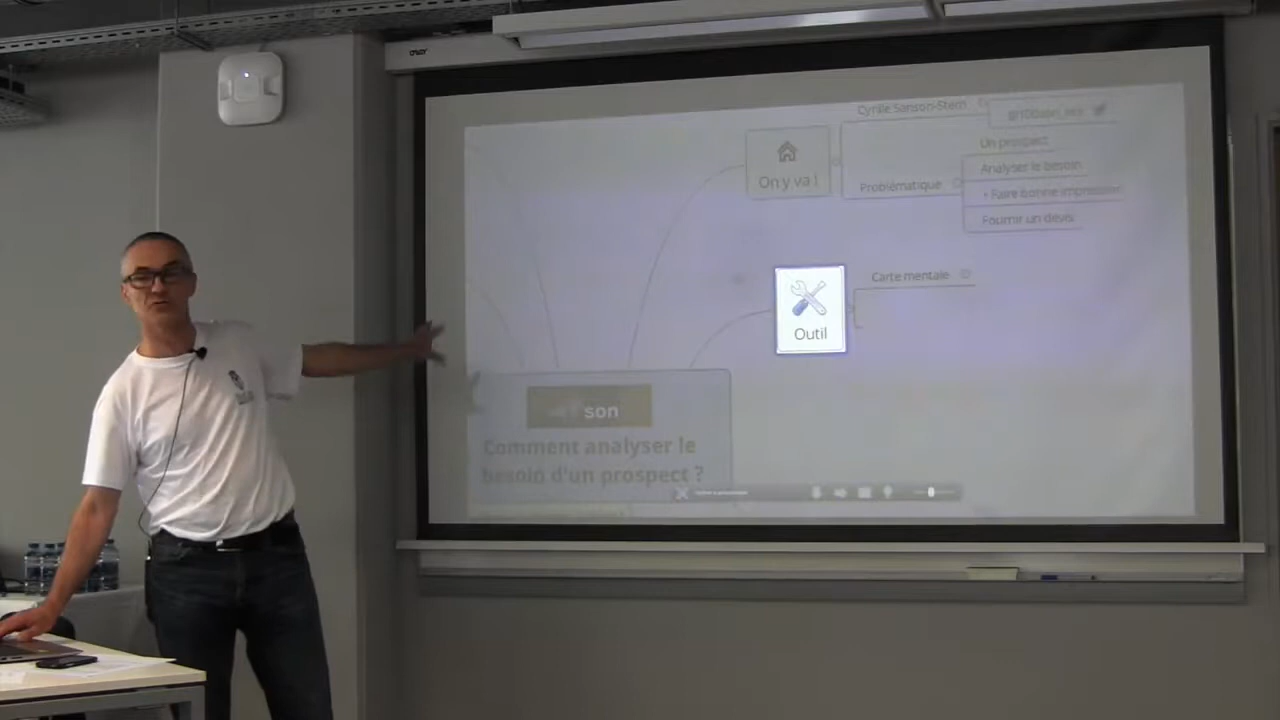 Cyrille Sanson-Stern
On y va !
Problématique
Un prospect
Analyser le besoin
• Faire bonne impression
Fournir un devis
Outil
Carte mentale
son
Comment analyser le
besoin d'un prospect ?